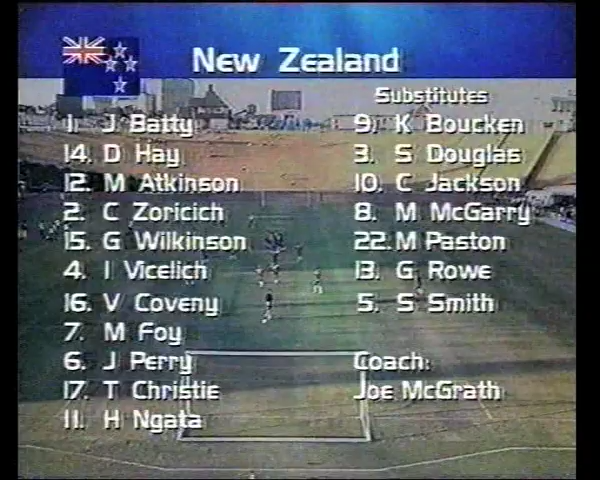 New Zealand
1. J Batty
14. D Hay
12. M Atkinson
2. C Zoricich
15. G Wilkinson
4. I Vicelich
16. V Coveny
7. M Foy
6. J Perry
17. T Christie
11. H Ngata
Substitutes
9. K Boucken
3. S Douglas
10. C Jackson
8. M McGarry
22. M Paston
13. G Rowe
5. S Smith
Coach:
Joe McGrath